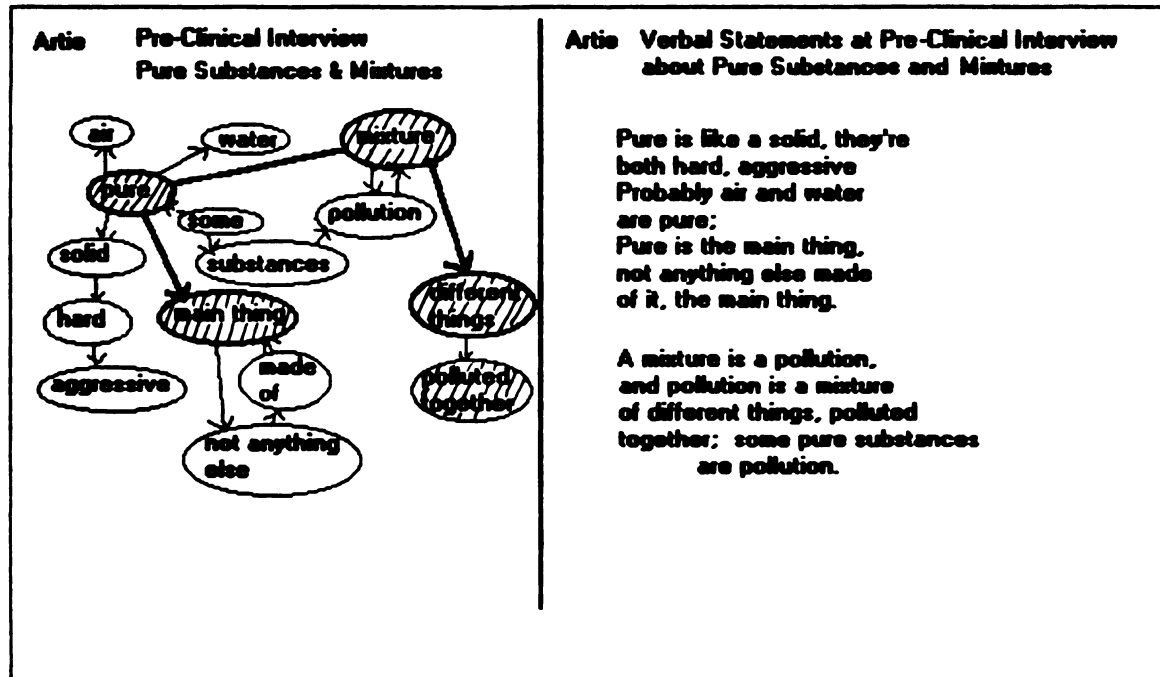 Artie Pre-Clinical Interview
Pure Substances & Mixtures
air
water
mixture
pure
some
pollution
solid
substances
hard
main thing
different
things
aggressive
made
of
polluted
together
not anything
else
Artie Verbal Statements at Pre-Clinical Interview
about Pure Substances and Mixtures
Pure is like a solid, they're
both hard, aggressive
Probably air and water
are pure;
Pure is the main thing,
not anything else made
of it, the main thing.
A mixture is a pollution,
and pollution is a mixture
of different things, polluted
together; some pure substances
are pollution.